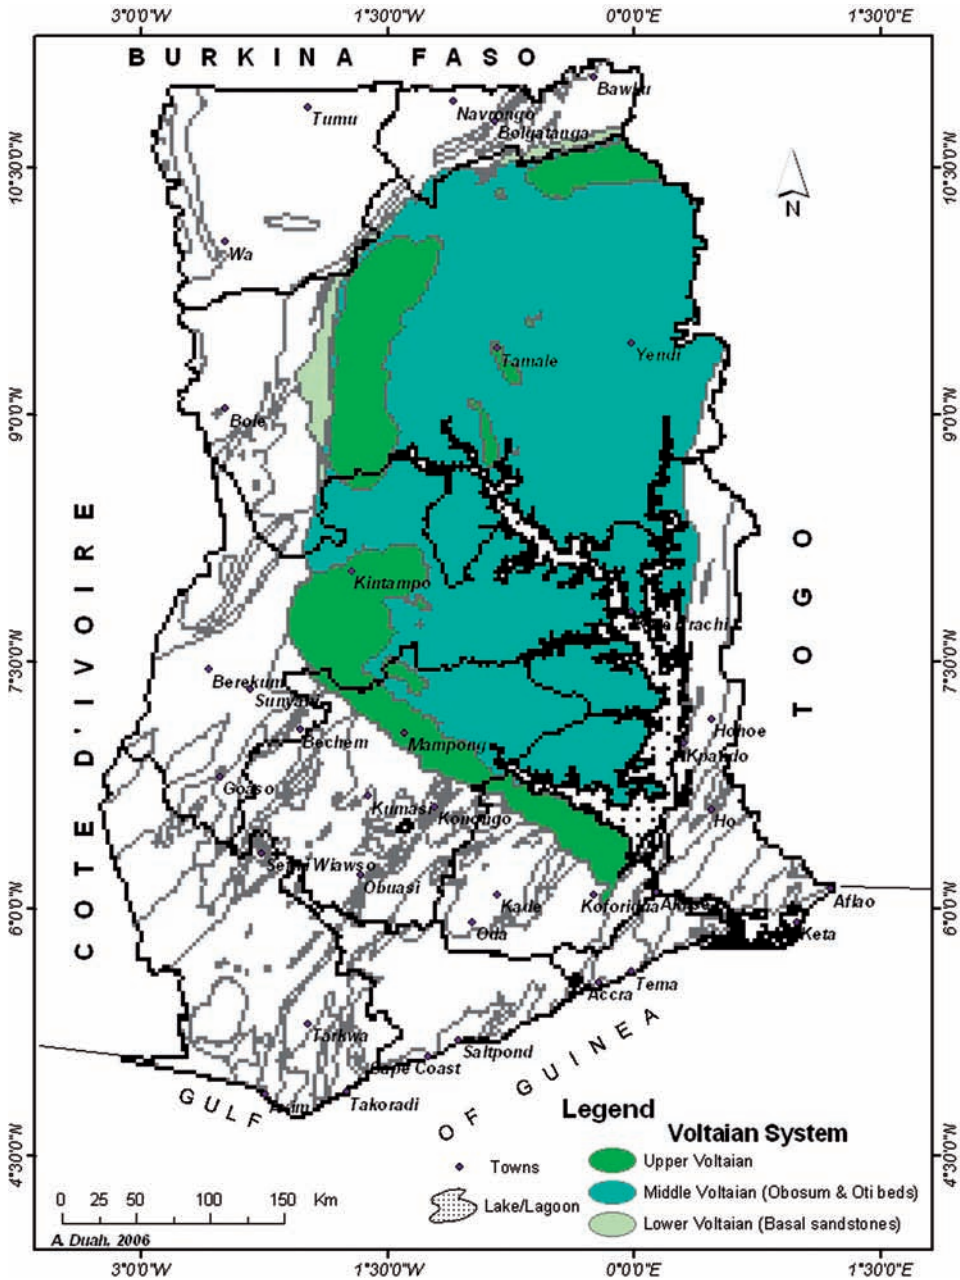 3°0'0"W 1°30'0"W 0°0'0"E 1°30'0"E
BURKINA FASO
Bawku
Navrongo
Tumu
Bolgatanga
10°30'0"N 10°30'0"N
N
Wa
Tamale
Yendi
9°0'0"N 9°0'0"N
Bole
COTE D'IVOIRE
TOGO
Kintampo
7°30'0"N 7°30'0"N
Berekum
Sunyani
Hohoe
Bechem
Mampong
Kpando
Goaso
Kumasi
Konongo
Ho
Sefwi Wiawso
Obuasi
Kade
Koforidua
Akuse
Aflao
6°0'0"N 6°0'0"N
Oda
Keta
Tema
Accra
Tarkwa
Saltpond
Cape Coast
Takoradi
Axim
GULF OF GUINEA
Legend
Voltaian System
4°30'0"N 4°30'0"N
Towns
Upper Voltaian
Lake/Lagoon
Middle Voltaian (Obosum & Oti beds)
Lower Voltaian (Basal sandstones)
0 25 50 100 150 Km
A. Duah, 2006
3°0'0"W 1°30'0"W 0°0'0"E 1°30'0"E